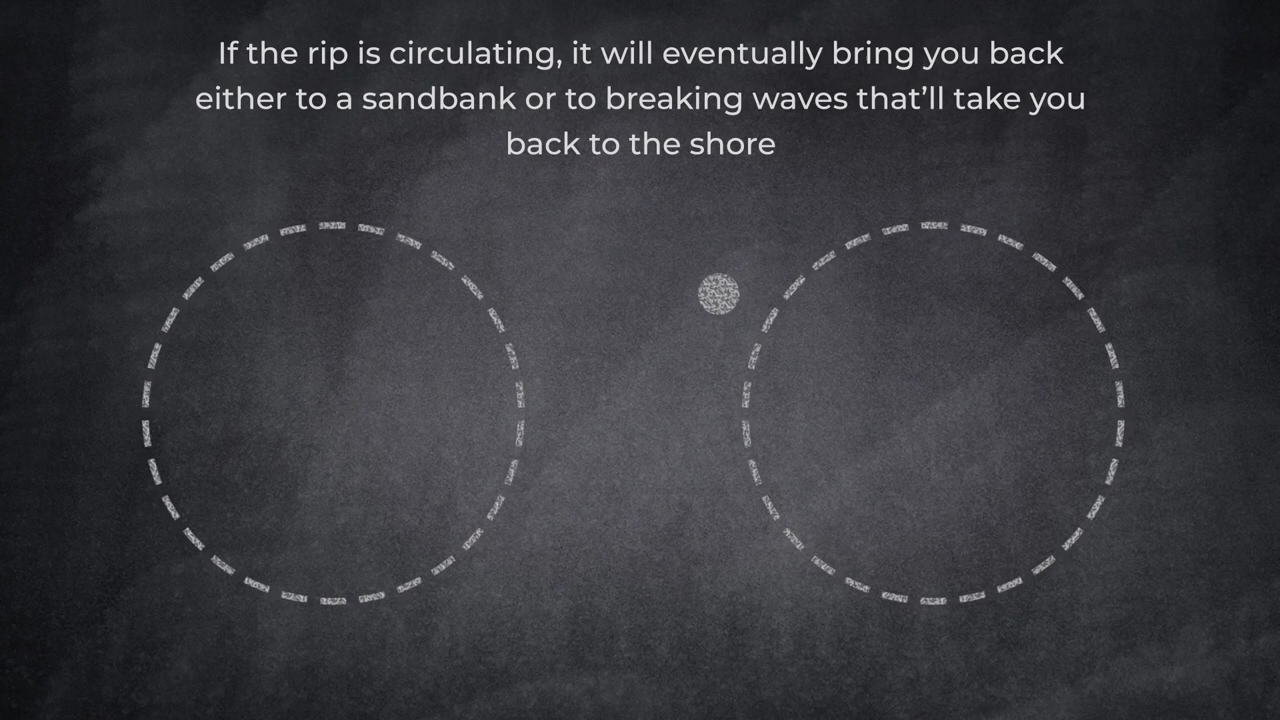 If the rip is circulating, it will eventually bring you back
either to a sandbank or to breaking waves that’ll take you
back to the shore